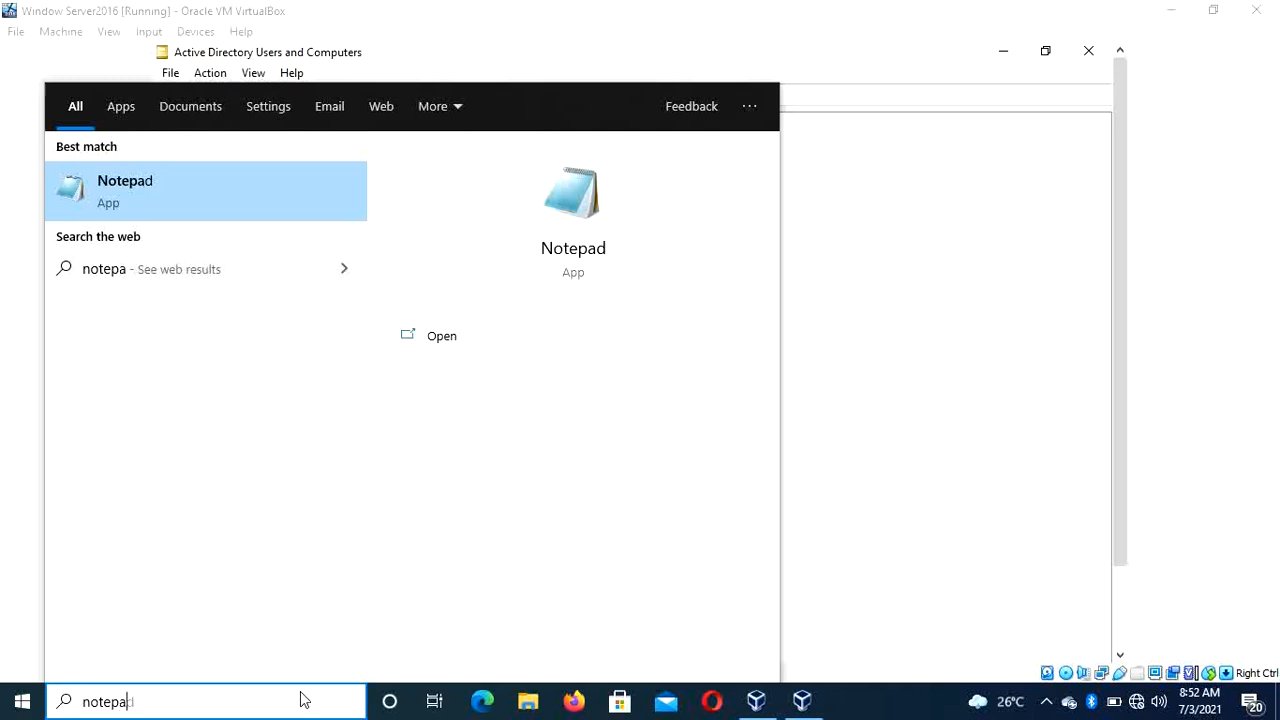 Window Server2016 [Running] - Oracle VM VirtualBox
File Machine View Input Devices Help
Active Directory Users and Computers
File Action View Help
All Apps Documents Settings Email Web More Feedback ...
Best match
Notepad
App
Search the web
notepa - See web results
Notepad
App
Open
Right Ctrl
notepad
26°C
8:52 AM
7/3/2021
20